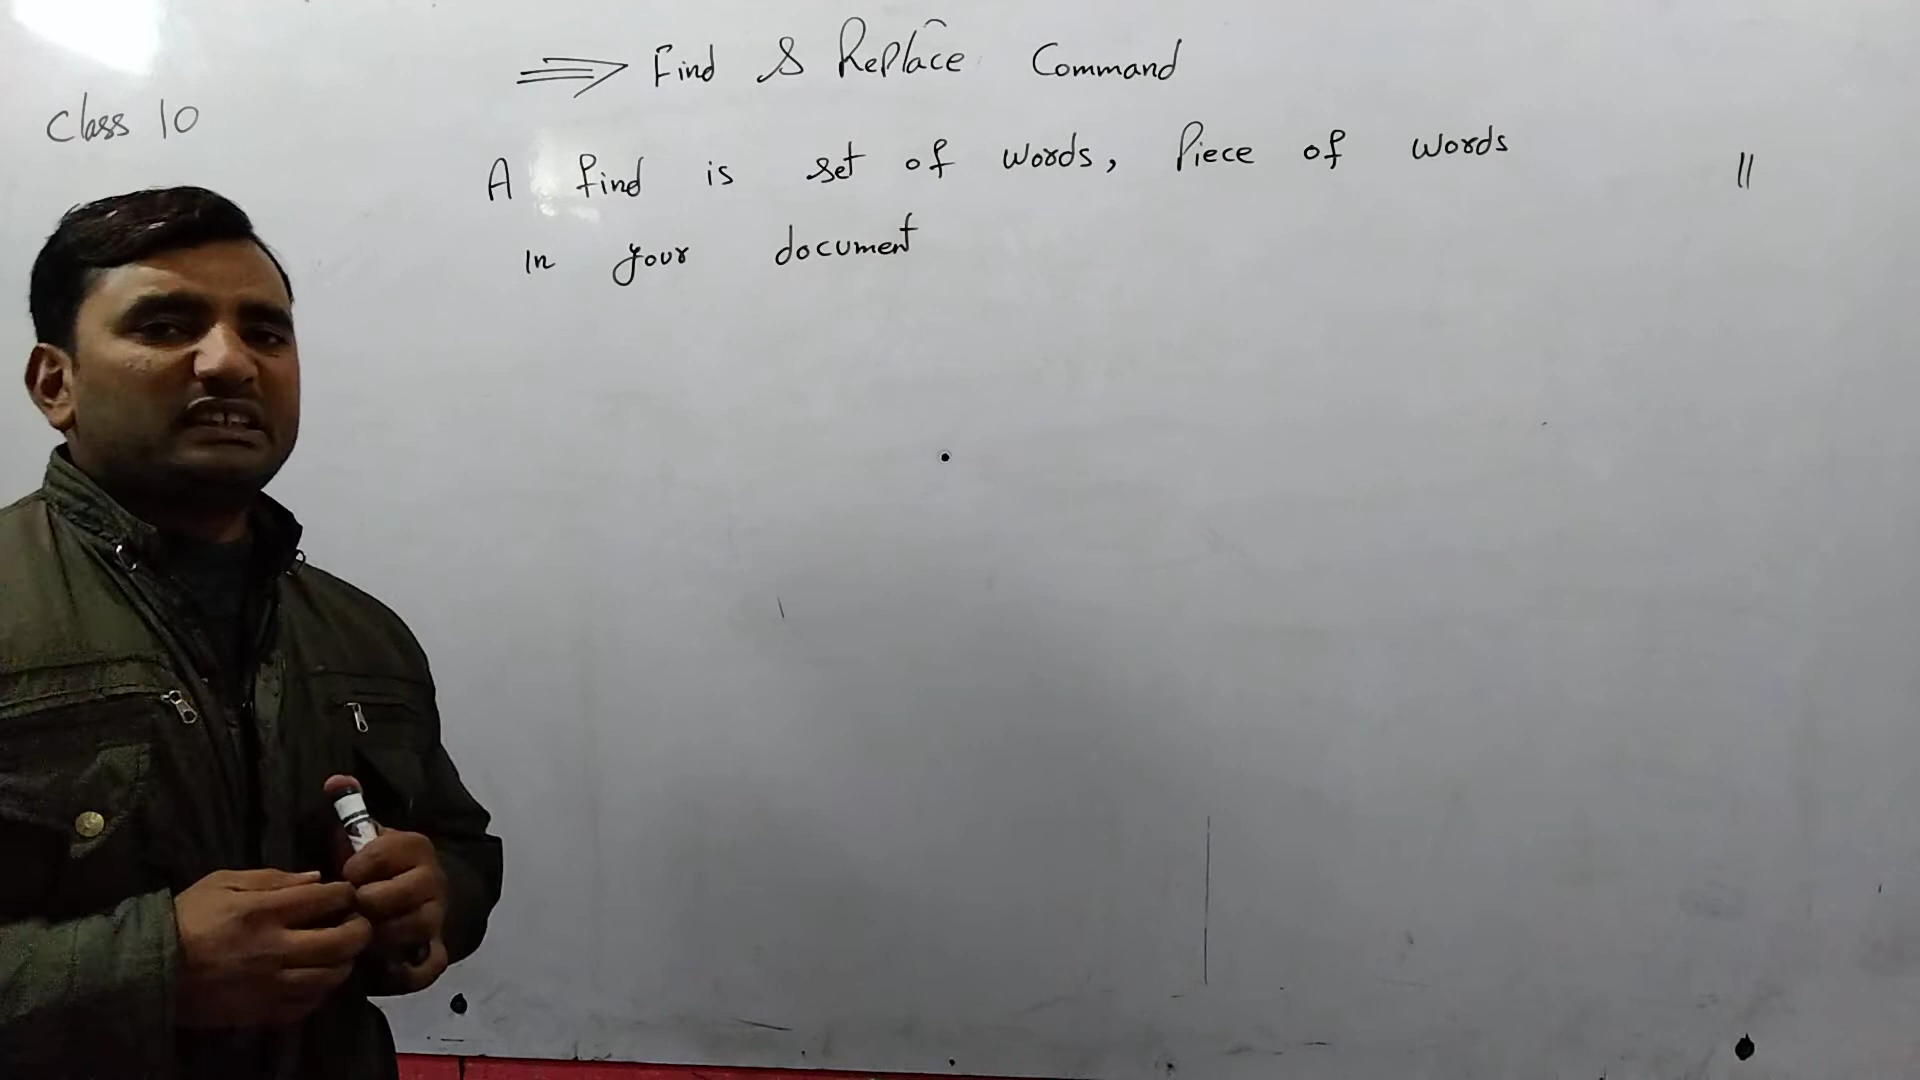 ⇒ Find & Replace Command
Class 10
A find is set of words, Piece of words
In your document